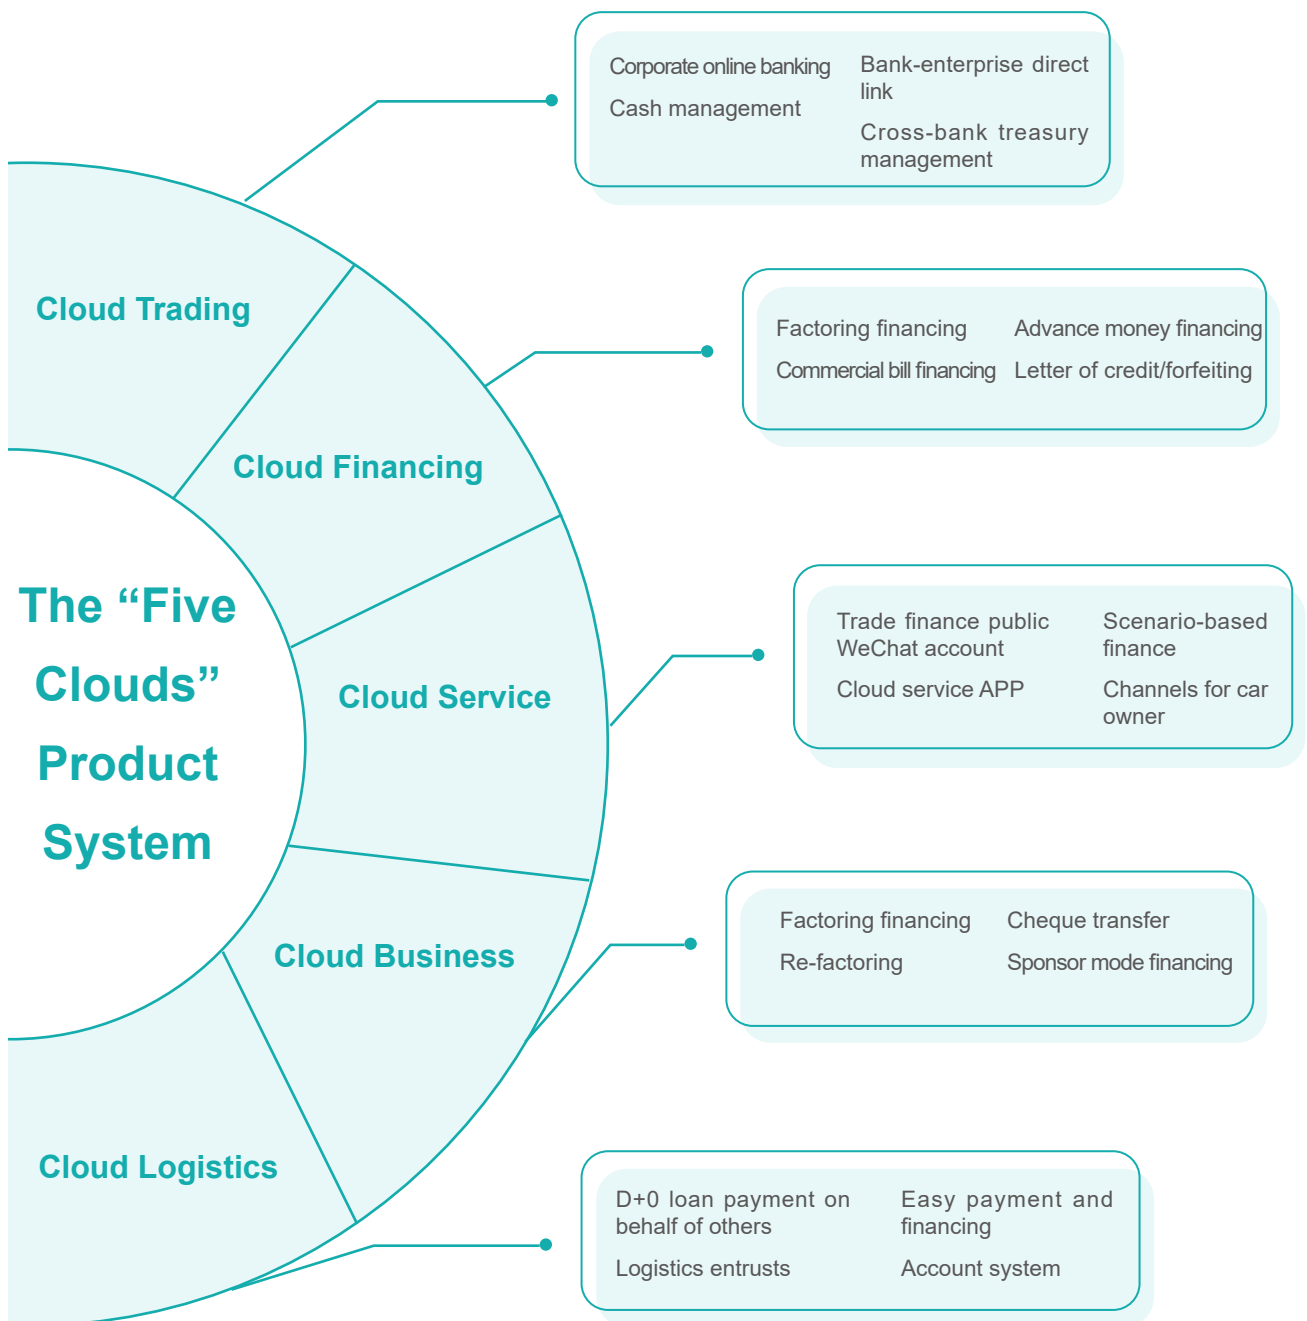 Corporate online banking
Cash management
Bank-enterprise direct
link
Cross-bank treasury
management
Cloud Trading
Factoring financing
Commercial bill financing
Advance money financing
Letter of credit/forfeiting
Cloud Financing
The “Five
Clouds”
Product
System
Trade finance public
WeChat account
Cloud service APP
Scenario-based
finance
Channels for car
owner
Cloud Service
Factoring financing
Re-factoring
Cheque transfer
Sponsor mode financing
Cloud Business
Cloud Logistics
D+0 loan payment on
behalf of others
Logistics entrusts
Easy payment and
financing
Account system